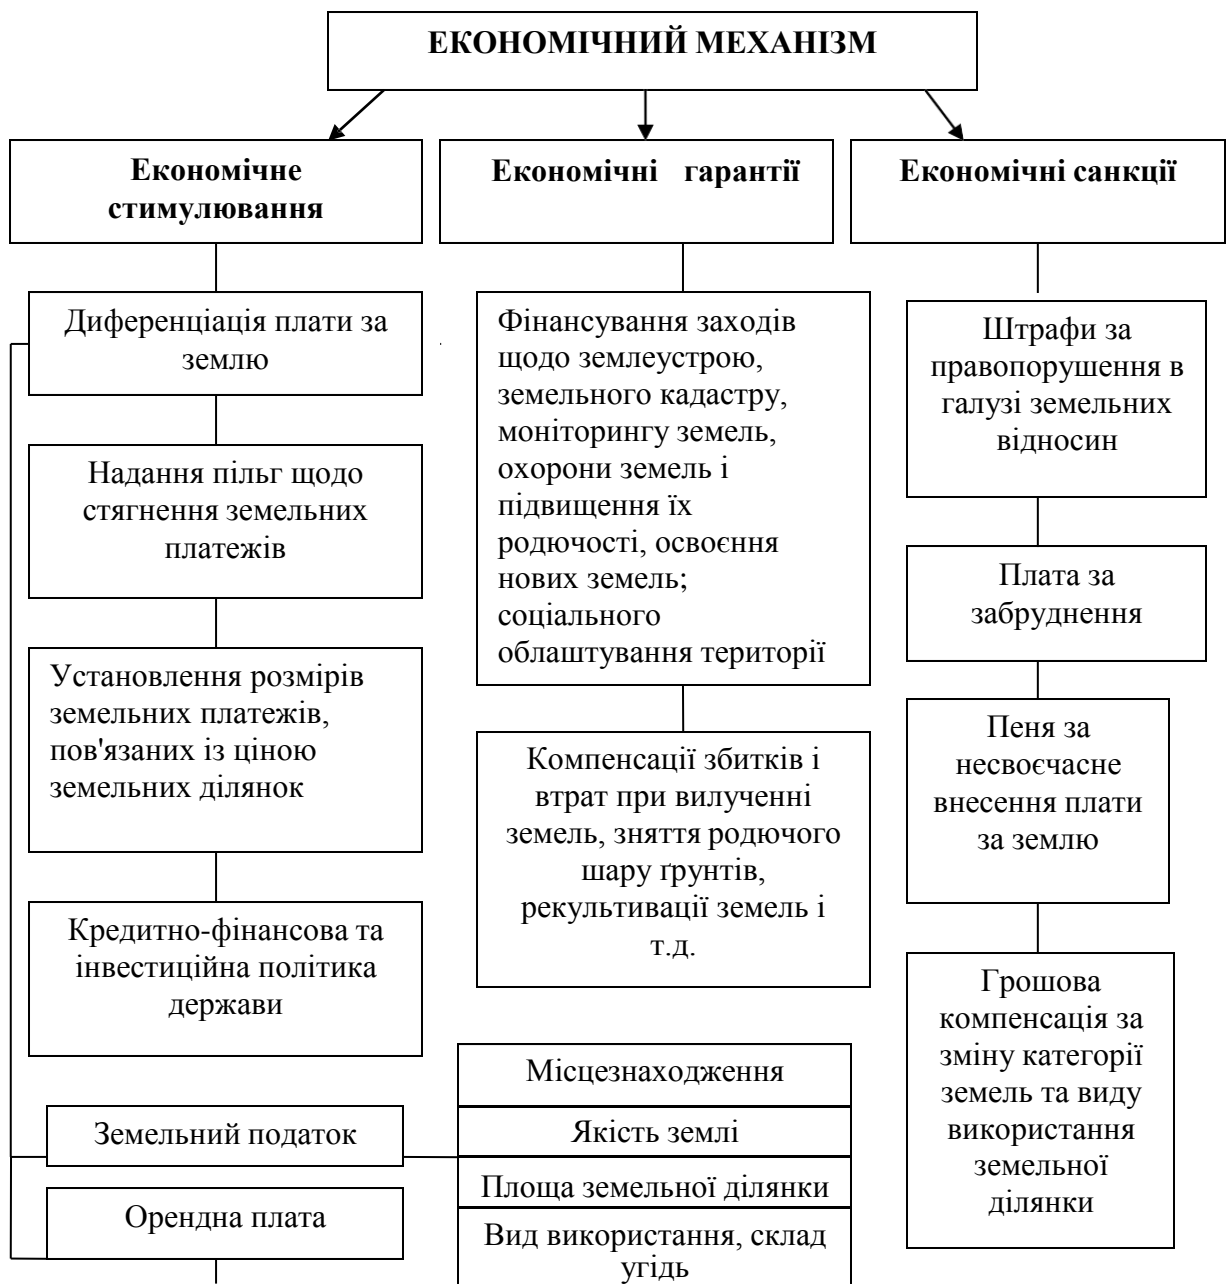 ЕКОНОМІЧНИЙ МЕХАНІЗМ
Економічне
стимулювання
Економічні гарантії
Економічні санкції
Диференціація плати за
землю
Надання пільг щодо
стягнення земельних
платежів
Установлення розмірів
земельних платежів,
пов'язаних із ціною
земельних ділянок
Кредитно-фінансова та
інвестиційна політика
держави
Земельний податок
Орендна плата
Фінансування заходів
щодо землеустрою,
земельного кадастру,
моніторингу земель,
охорони земель і
підвищення їх
родючості, освоєння
нових земель;
соціального
облаштування території
Компенсації збитків і
втрат при вилученні
земель, зняття родючого
шару ґрунтів,
рекультивації земель і
т.д.
Місцезнаходження
Якість землі
Площа земельної ділянки
Вид використання, склад
угідь
Штрафи за
правопорушення в
галузі земельних
відносин
Плата за
забруднення
Пеня за
несвоєчасне
внесення плати
за землю
Грошова
компенсація за
зміну категорії
земель та виду
використання
земельної
ділянки